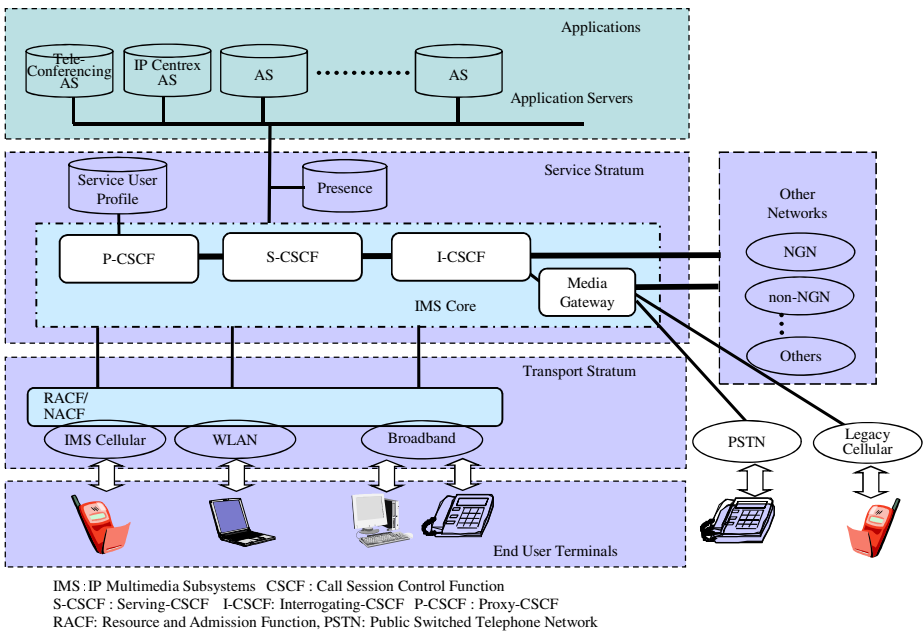 Applications
Tele-
Conferencing
AS
IP Centrex
AS
AS
AS
Application Servers
Service Stratum
Service User
Profile
Presence
Other
Networks
P-CSCF
S-CSCF
I-CSCF
NGN
Media
Gateway
non-NGN
IMS Core
Others
Transport Stratum
RACF/
NACF
IMS Cellular
WLAN
Broadband
PSTN
Legacy
Cellular
End User Terminals
IMS : IP Multimedia Subsystems CSCF : Call Session Control Function
S-CSCF : Serving-CSCF I-CSCF: Interrogating-CSCF P-CSCF : Proxy-CSCF
RACF: Resource and Admission Function, PSTN: Public Switched Telephone Network